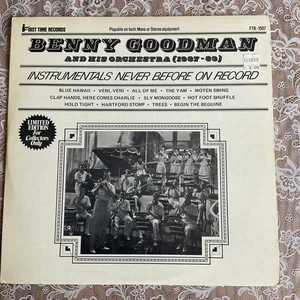 FIRST TIME RECORDS
Playable on both Mono or Stereo equipment
FTR-1507
BENNY GOODMAN
AND HIS ORCHESTRA (1937-39)
INSTRUMENTALS NEVER BEFORE ON RECORD
BLUE HAWAII • VENI, VENI • ALL OF ME • THE YAM • MOTEN SWING
CLAP HANDS, HERE COMES CHARLIE • SLY MONGOOSE • HOT FOOT SHUFFLE
HOLD TIGHT • HARTFORD STOMP • TREES • BEGIN THE BEGUINE
LIMITED
EDITION
for
Collectors
Only